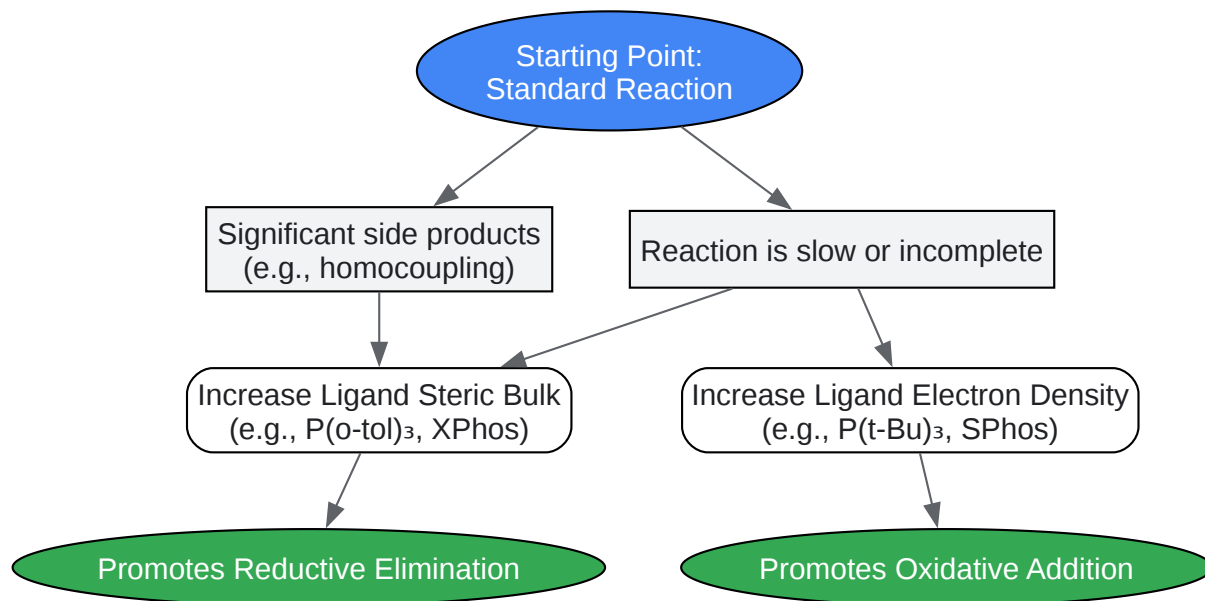 Starting Point:
Standard Reaction
Significant side products
(e.g., homocoupling)
Reaction is slow or incomplete
Increase Ligand Steric Bulk
(e.g., P(o-tol)₃, XPhos)
Increase Ligand Electron Density
(e.g., P(t-Bu)₃, SPhos)
Promotes Reductive Elimination
Promotes Oxidative Addition